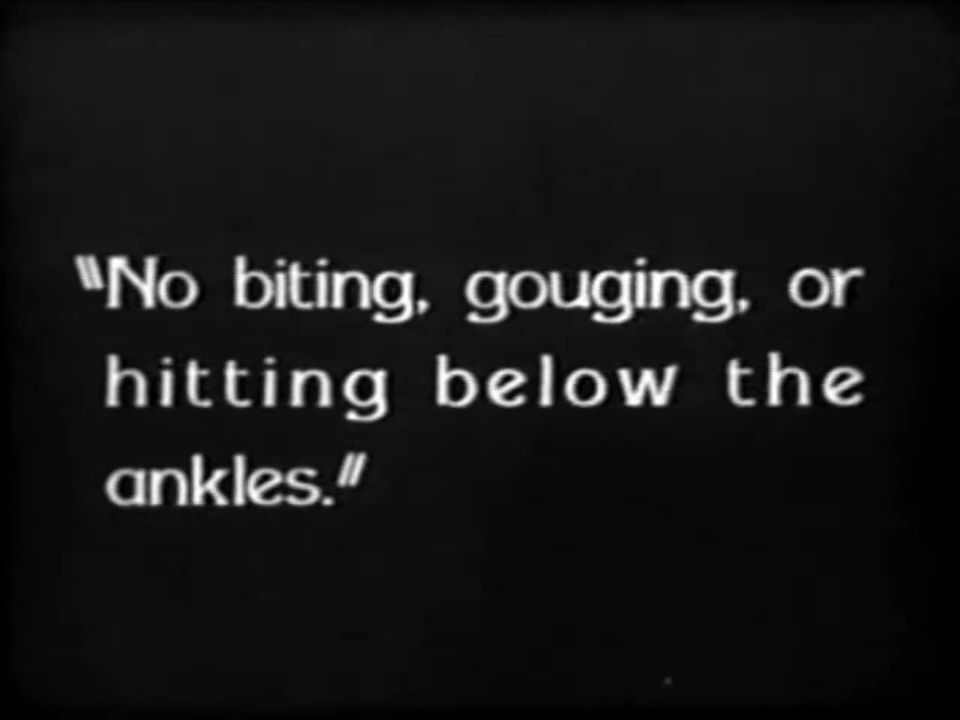 "No biting, gouging, or
hitting below the
ankles."